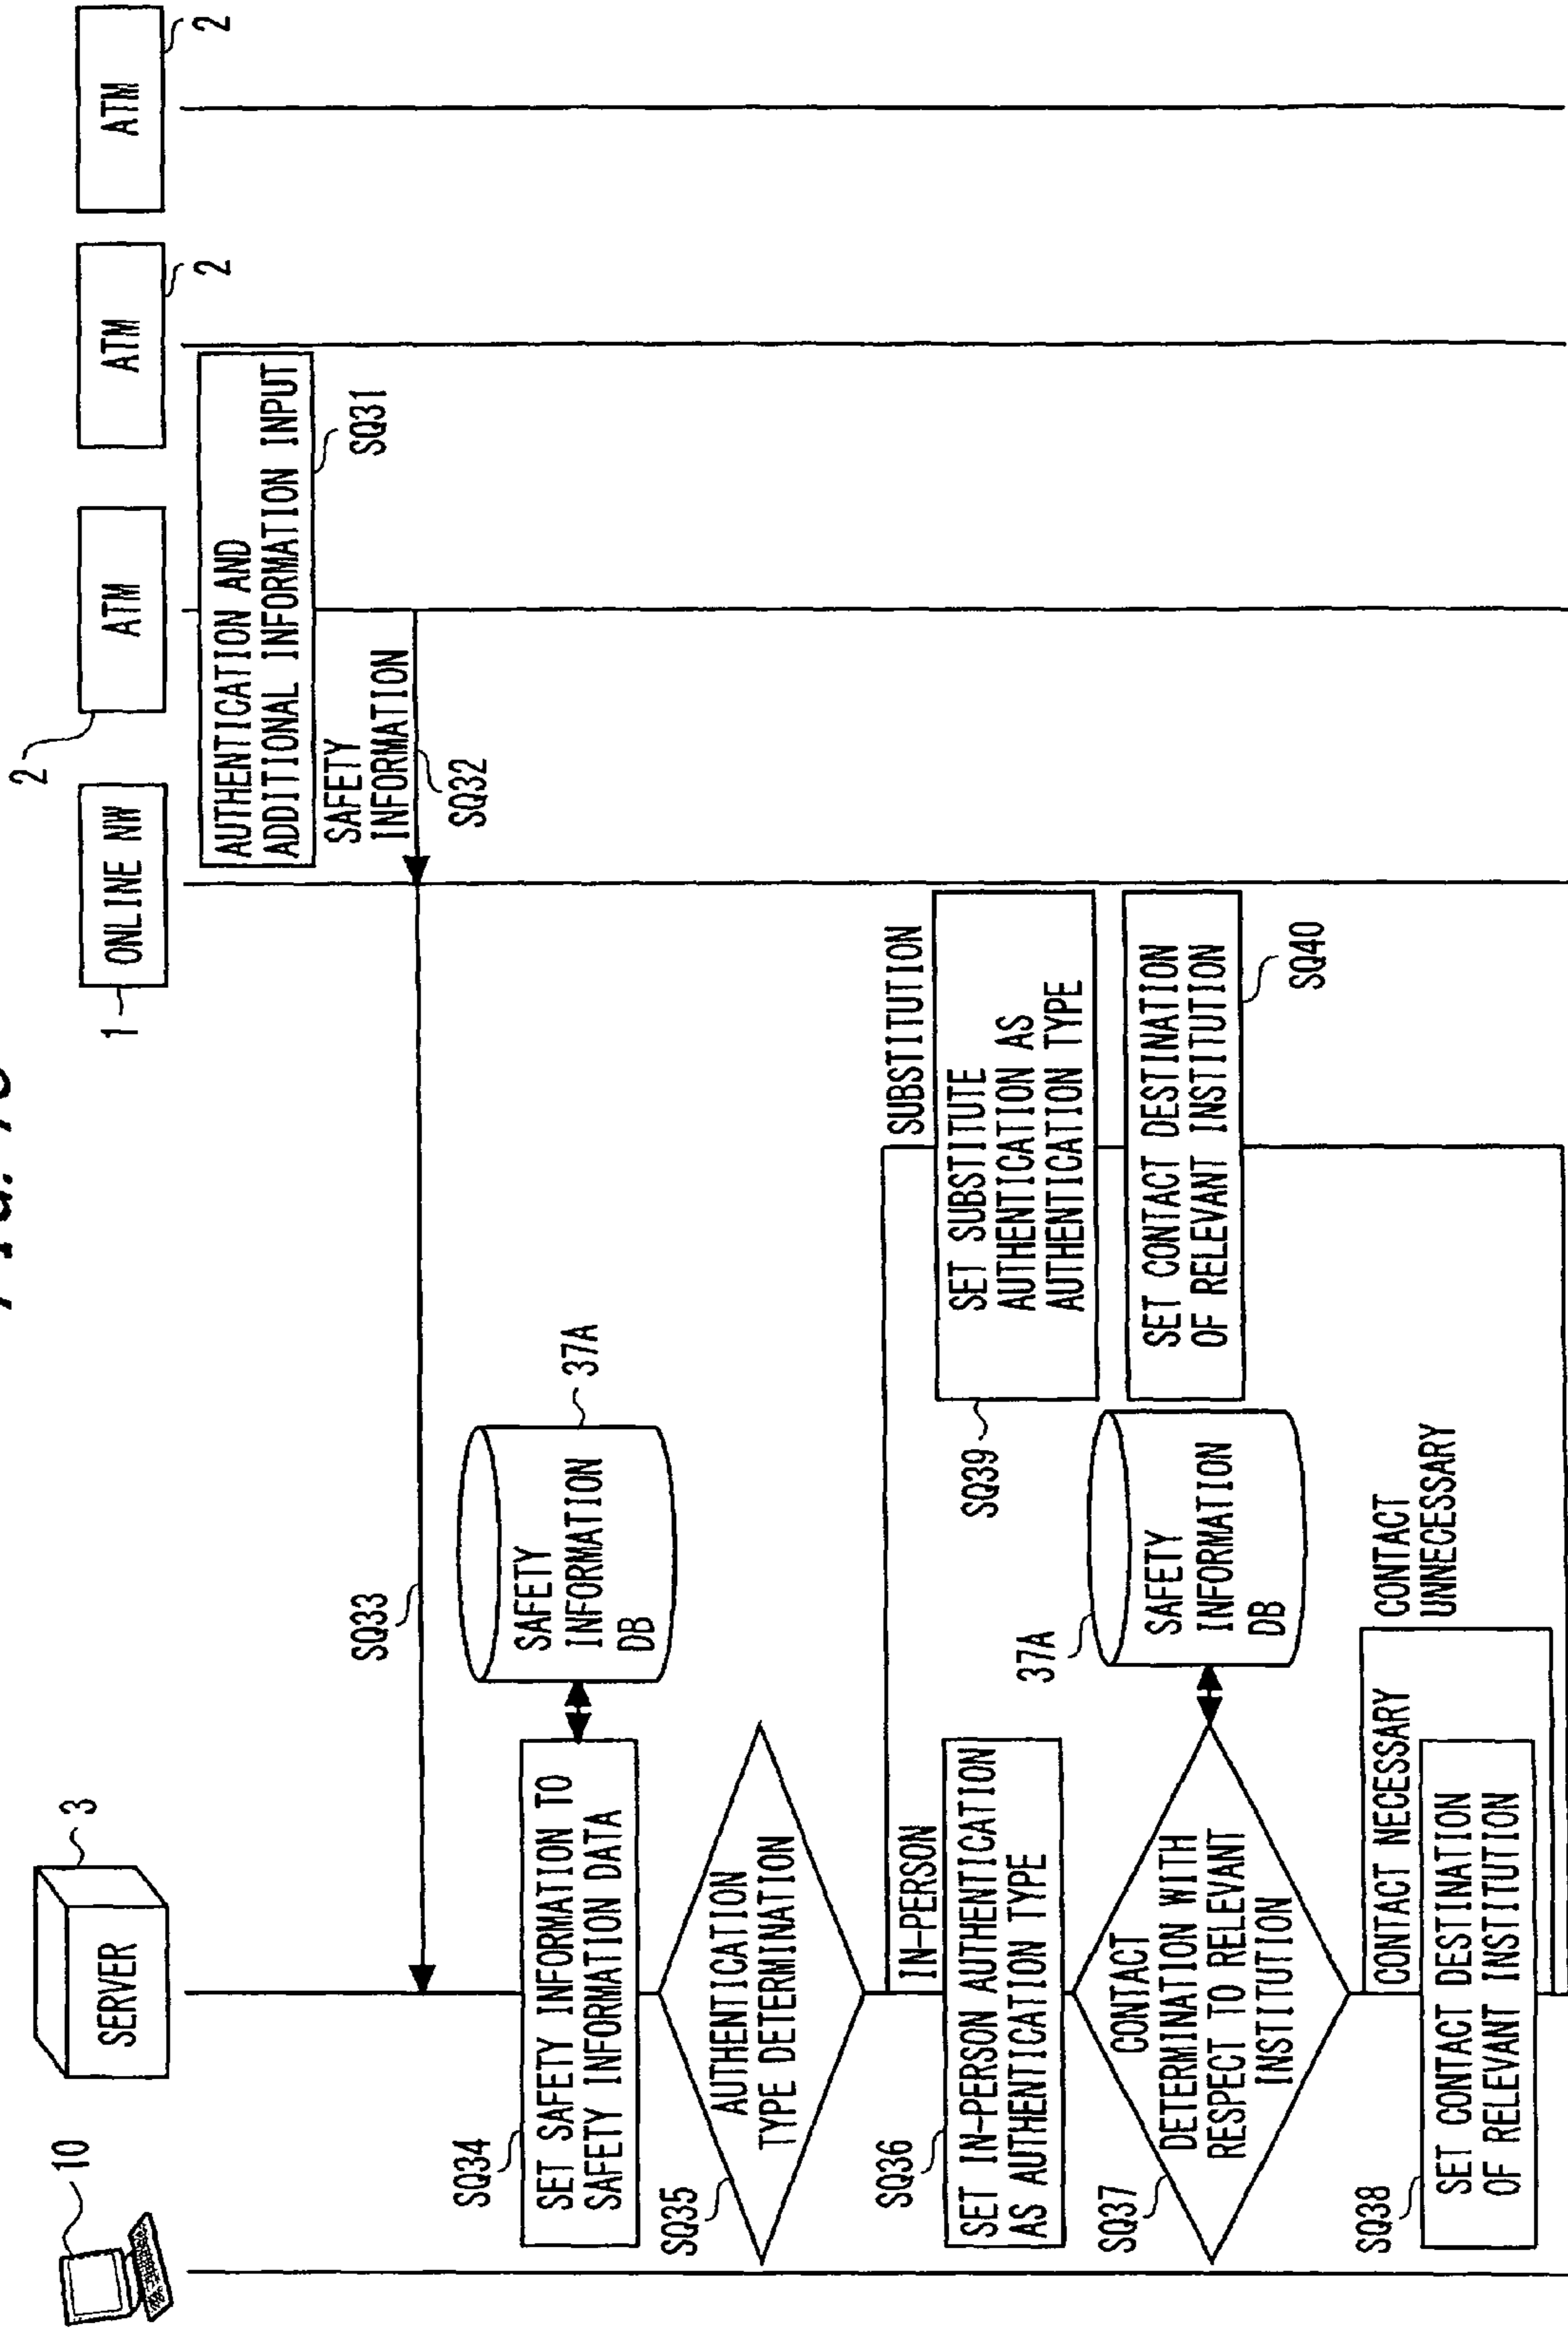 10
SERVER
3
1
ONLINE NW
2
ATM
ATM
2
ATM
2
AUTHENTICATION AND
ADDITIONAL INFORMATION INPUT
SQ31
SAFETY
INFORMATION
SQ32
SQ33
SQ34
SET SAFETY INFORMATION TO
SAFETY INFORMATION DATA
SAFETY
INFORMATION
DB
37A
SQ35
AUTHENTICATION
TYPE DETERMINATION
IN-PERSON
SUBSTITUTION
SQ36
SET IN-PERSON AUTHENTICATION
AS AUTHENTICATION TYPE
SQ39
SET SUBSTITUTE
AUTHENTICATION AS
AUTHENTICATION TYPE
SQ37
CONTACT
DETERMINATION WITH
RESPECT TO RELEVANT
INSTITUTION
37A
SAFETY
INFORMATION
DB
SET CONTACT DESTINATION
OF RELEVANT INSTITUTION
SQ40
CONTACT NECESSARY
CONTACT
UNNECESSARY
SQ38
SET CONTACT DESTINATION
OF RELEVANT INSTITUTION